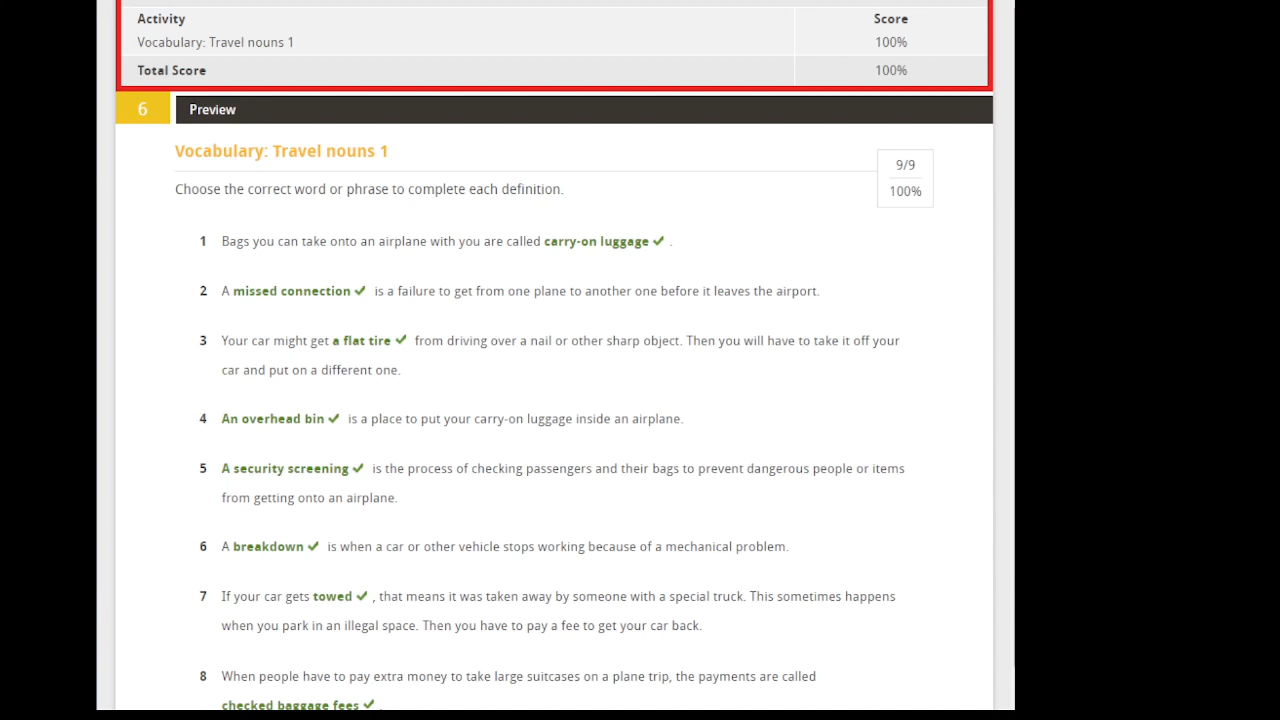 Activity Score
Vocabulary: Travel nouns 1 100%
Total Score 100%
6 Preview
Vocabulary: Travel nouns 1
9/9
Choose the correct word or phrase to complete each definition.
100%
1 Bags you can take onto an airplane with you are called carry-on luggage ✔ .
2 A missed connection ✔ is a failure to get from one plane to another one before it leaves the airport.
3 Your car might get a flat tire ✔ from driving over a nail or other sharp object. Then you will have to take it off your
car and put on a different one.
4 An overhead bin ✔ is a place to put your carry-on luggage inside an airplane.
5 A security screening ✔ is the process of checking passengers and their bags to prevent dangerous people or items
from getting onto an airplane.
6 A breakdown ✔ is when a car or other vehicle stops working because of a mechanical problem.
7 If your car gets towed ✔ , that means it was taken away by someone with a special truck. This sometimes happens
when you park in an illegal space. Then you have to pay a fee to get your car back.
8 When people have to pay extra money to take large suitcases on a plane trip, the payments are called
checked baggage fees ✔ .